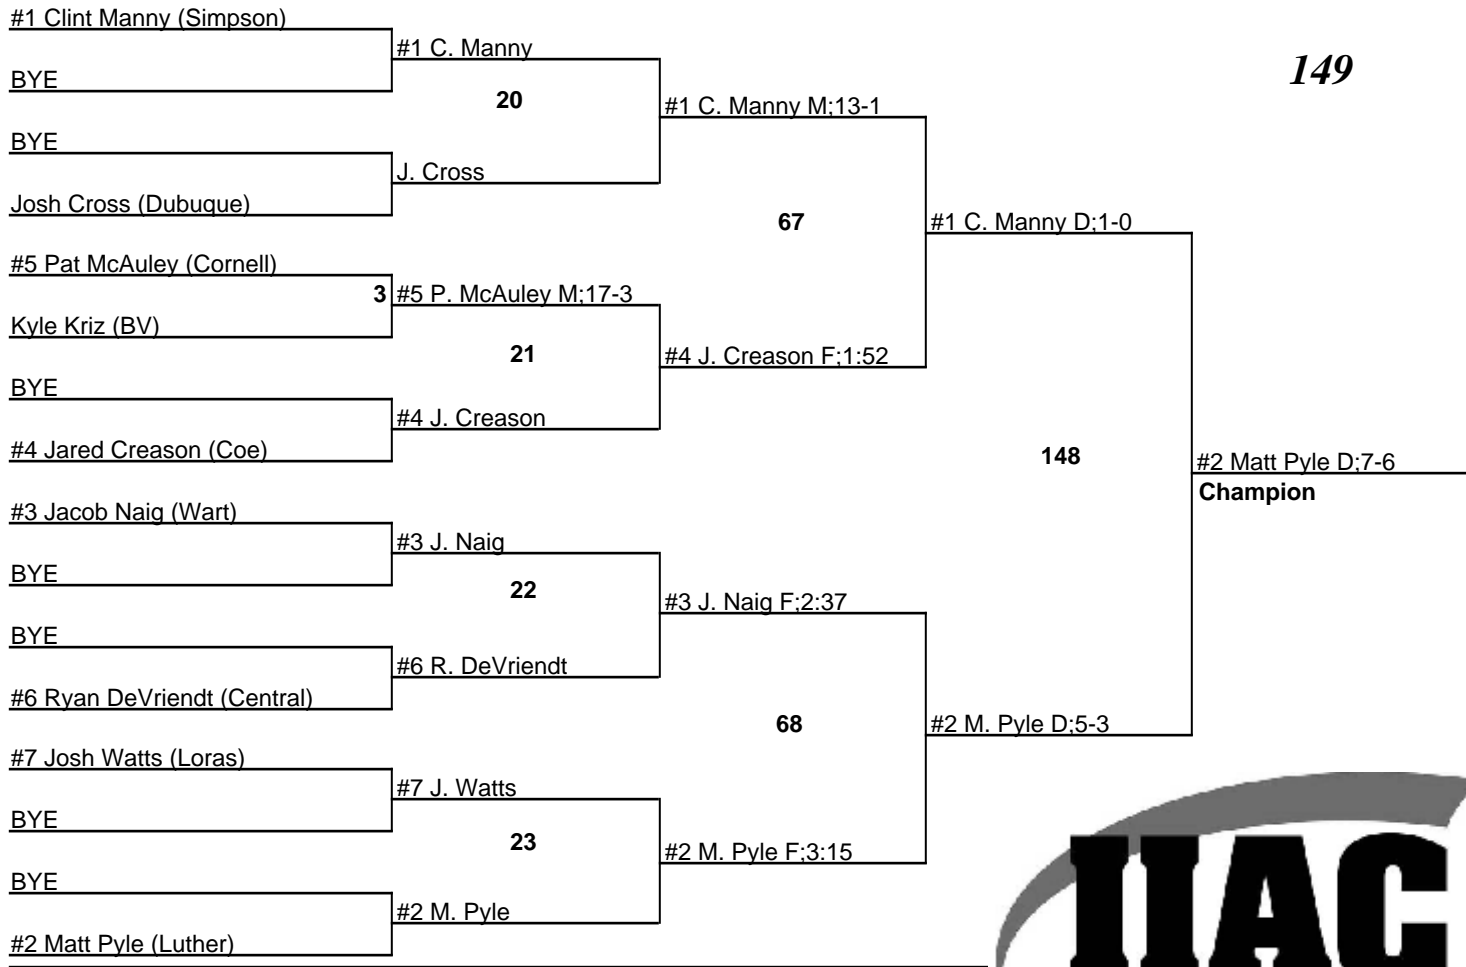 #1 Clint Manny (Simpson)
BYE
BYE
Josh Cross (Dubuque)
#5 Pat McAuley (Cornell)
Kyle Kriz (BV)
BYE
#4 Jared Creason (Coe)
#3 Jacob Naig (Wart)
BYE
BYE
#6 Ryan DeVriendt (Central)
#7 Josh Watts (Loras)
BYE
BYE
#2 Matt Pyle (Luther)
#1 C. Manny
20
J. Cross
3 #5 P. McAuley M;17-3
21
#4 J. Creason
#3 J. Naig
22
#6 R. DeVriendt
#7 J. Watts
23
#2 M. Pyle
#1 C. Manny M;13-1
67
#4 J. Creason F;1:52
#3 J. Naig F;2:37
68
#2 M. Pyle F;3:15
#1 C. Manny D;1-0
148
#2 M. Pyle D;5-3
#2 Matt Pyle D;7-6
Champion
149
IIAC